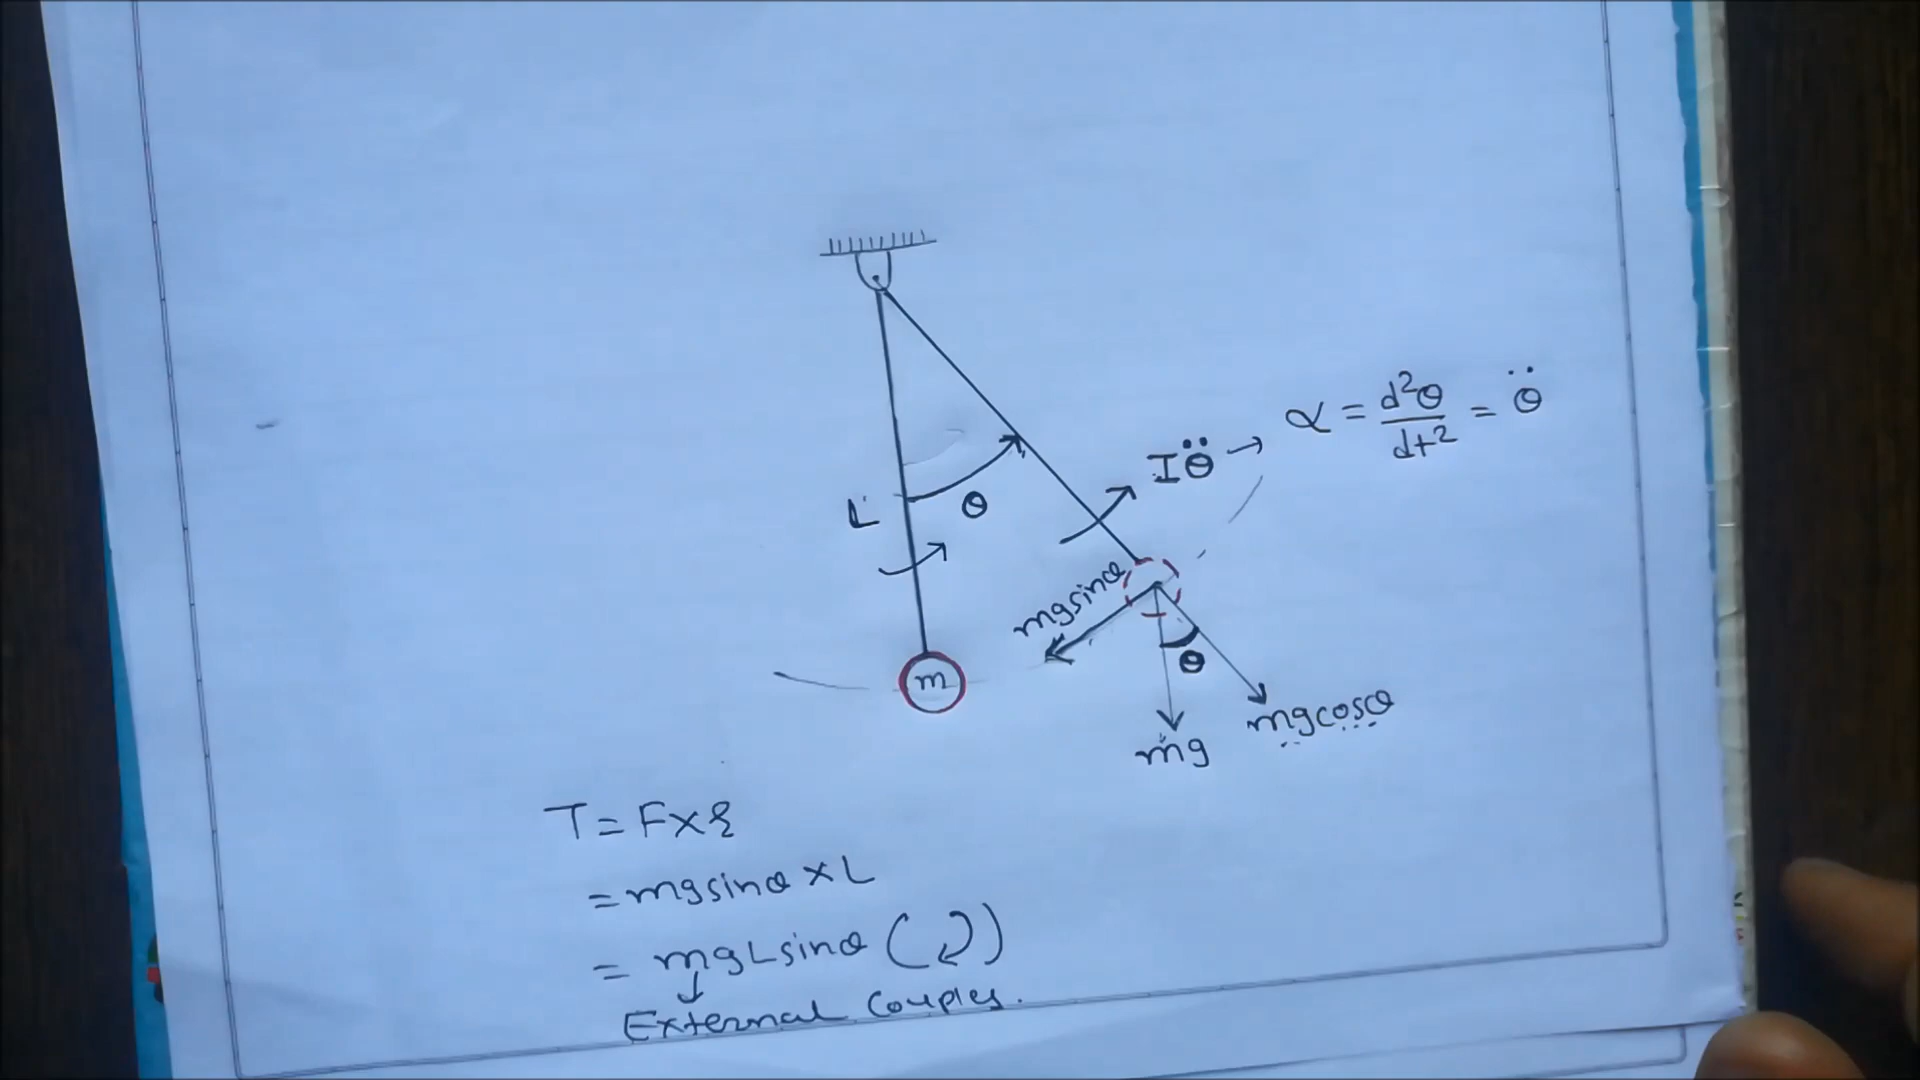 α = d²θ/dt² = θ̈
Iθ̈ →
L
θ
mgsinθ
θ
m
mgcosθ
mg
T = F×r
= mgsinθ × L
= mgLsinθ (↻)
↓
External Couples.